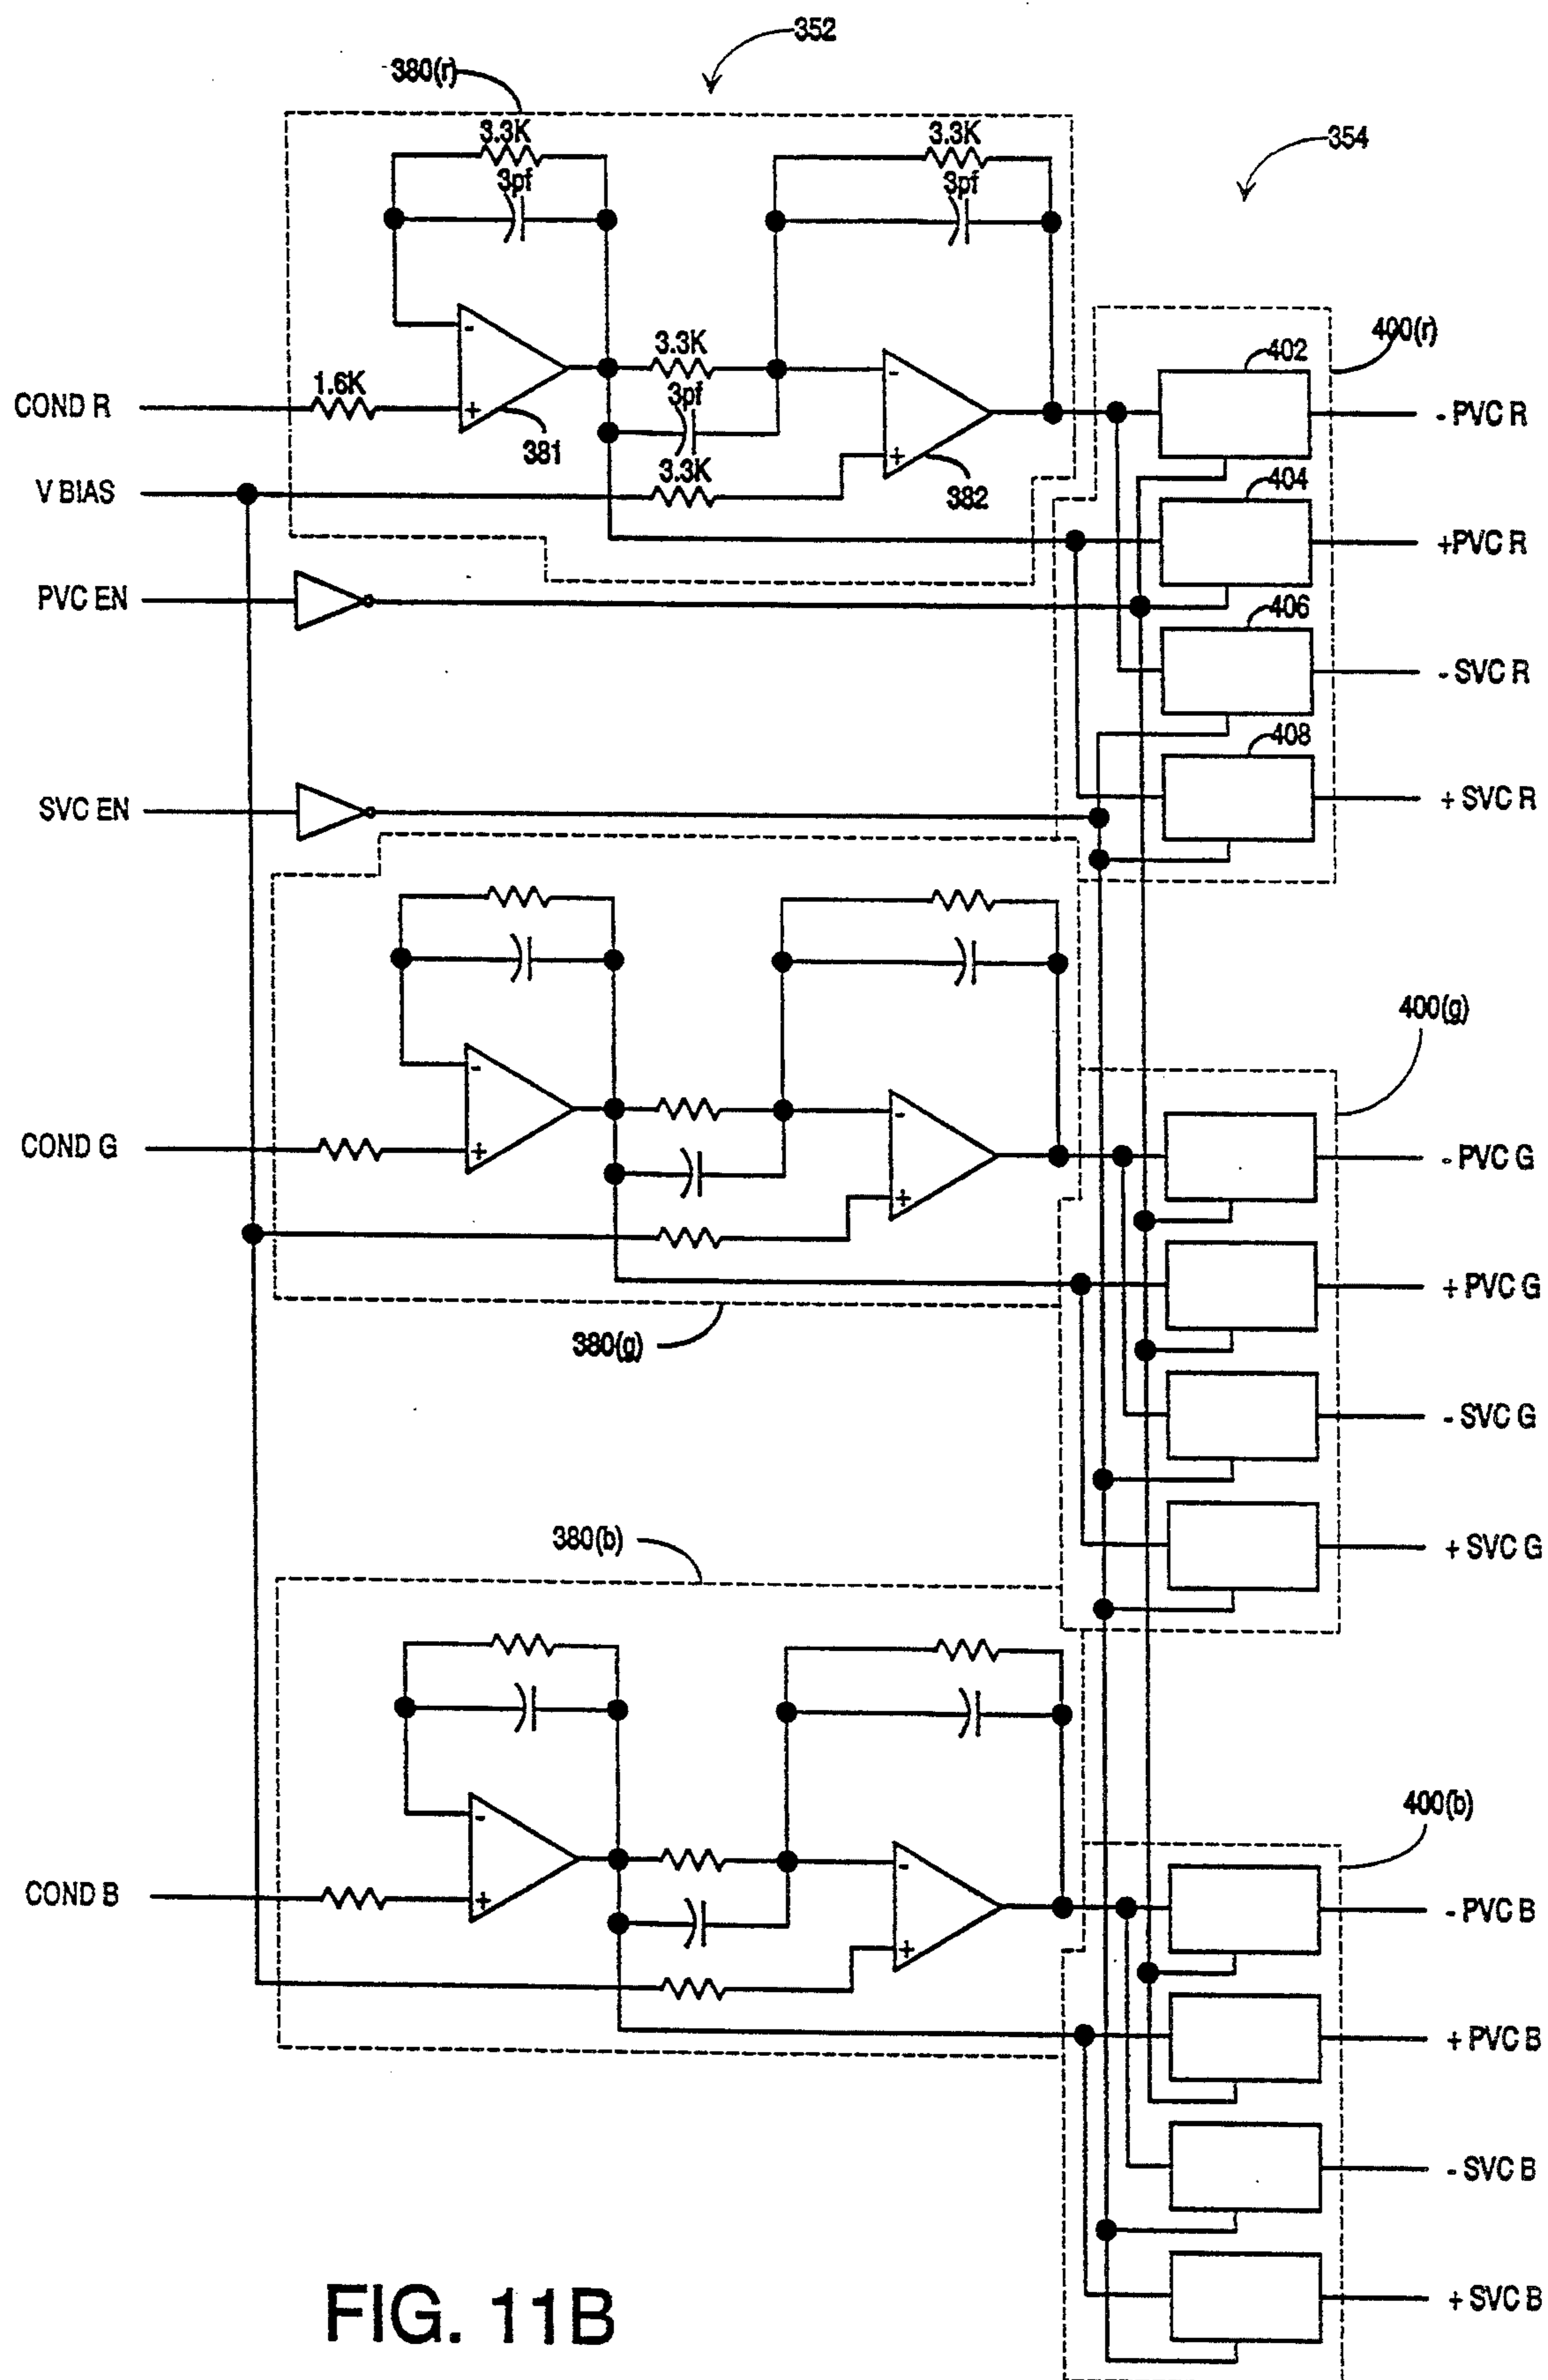 352
380(r)
354
3.3K
3pf
3.3K
3pf
400(r)
402
-
3.3K
-
1.6K
COND R
+
3pf
- PVC R
381
+
V BIAS
3.3K
382
404
+PVC R
PVC EN
406
- SVC R
408
SVC EN
+ SVC R
400(g)
-
-
COND G
+
- PVC G
+
+ PVC G
380(g)
- SVC G
380(b)
+ SVC G
400(b)
-
-
COND B
+
- PVC B
+
+ PVC B
- SVC B
+ SVC B
FIG. 11B